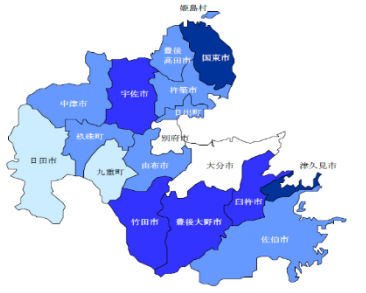 姫島村
豊後
高田市
国東市
宇佐市
中津市
杵築市
日出町
玖珠町
別府市
日田市
九重町
由布市
大分市
津久見市
臼杵市
竹田市
豊後大野市
佐伯市